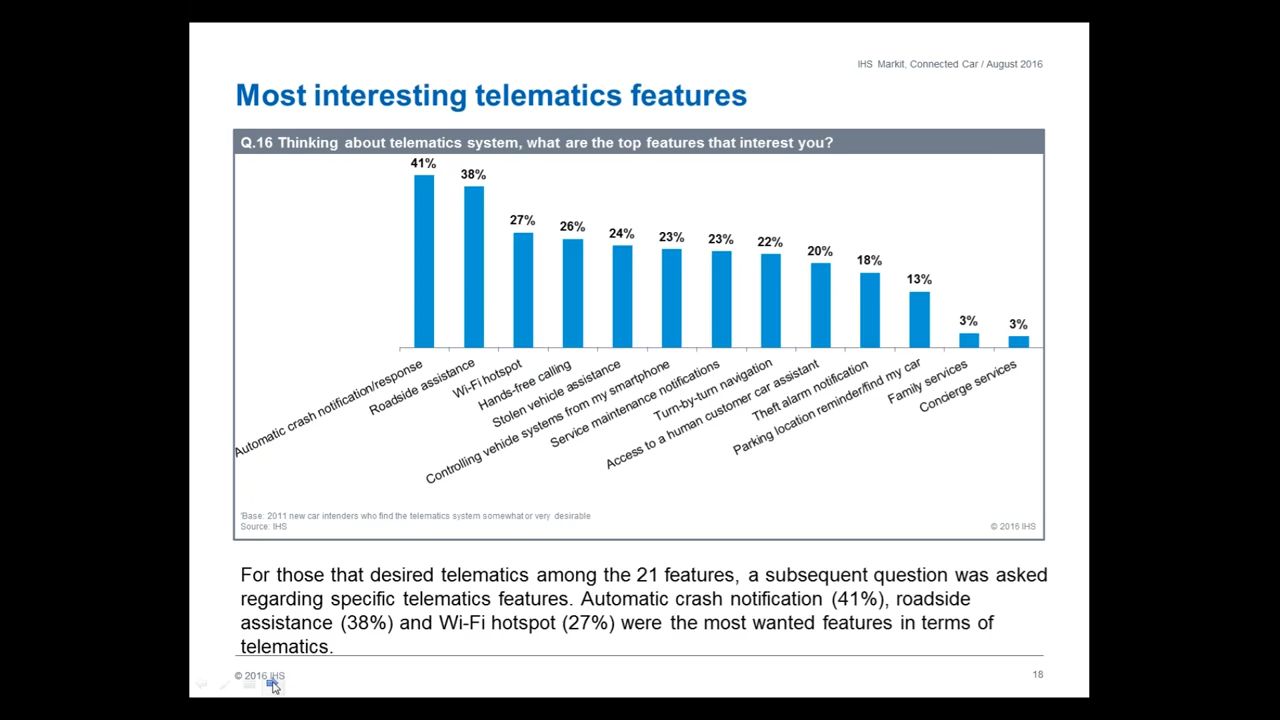 IHS Markit, Connected Car / August 2016
Most interesting telematics features
Q.16 Thinking about telematics system, what are the top features that interest you?
41%
38%
27%
26%
24%
23%
23%
22%
20%
18%
13%
3%
3%
Automatic crash notification/response
Roadside assistance
Wi-Fi hotspot
Hands-free calling
Stolen vehicle assistance
Controlling vehicle systems from my smartphone
Service maintenance notifications
Turn-by-turn navigation
Access to a human customer car assistant
Theft alarm notification
Parking location reminder/find my car
Family services
Concierge services
*Base: 2011 new car intenders who find the telematics system somewhat or very desirable
Source: IHS
© 2016 IHS
For those that desired telematics among the 21 features, a subsequent question was asked
regarding specific telematics features. Automatic crash notification (41%), roadside
assistance (38%) and Wi-Fi hotspot (27%) were the most wanted features in terms of
telematics.
© 2016 IHS
18